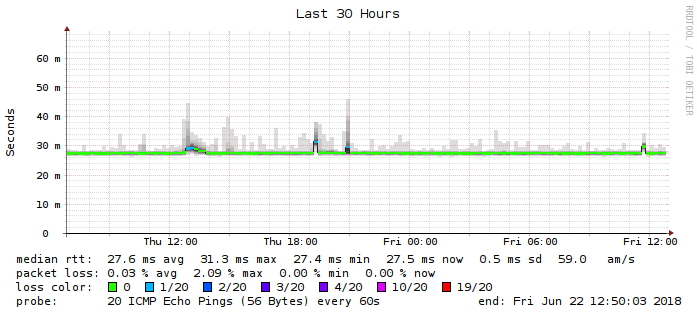 Last 30 Hours
RRDTOOL / TOBI OETIKER
Seconds
60 m
50 m
40 m
30 m
20 m
10 m
0
Thu 12:00 Thu 18:00 Fri 00:00 Fri 06:00 Fri 12:00
median rtt: 27.6 ms avg 31.3 ms max 27.4 ms min 27.5 ms now 0.5 ms sd 59.0 am/s
packet loss: 0.03 % avg 2.09 % max 0.00 % min 0.00 % now
loss color: 0 1/20 2/20 3/20 4/20 10/20 19/20
probe: 20 ICMP Echo Pings (56 Bytes) every 60s end: Fri Jun 22 12:50:03 2018